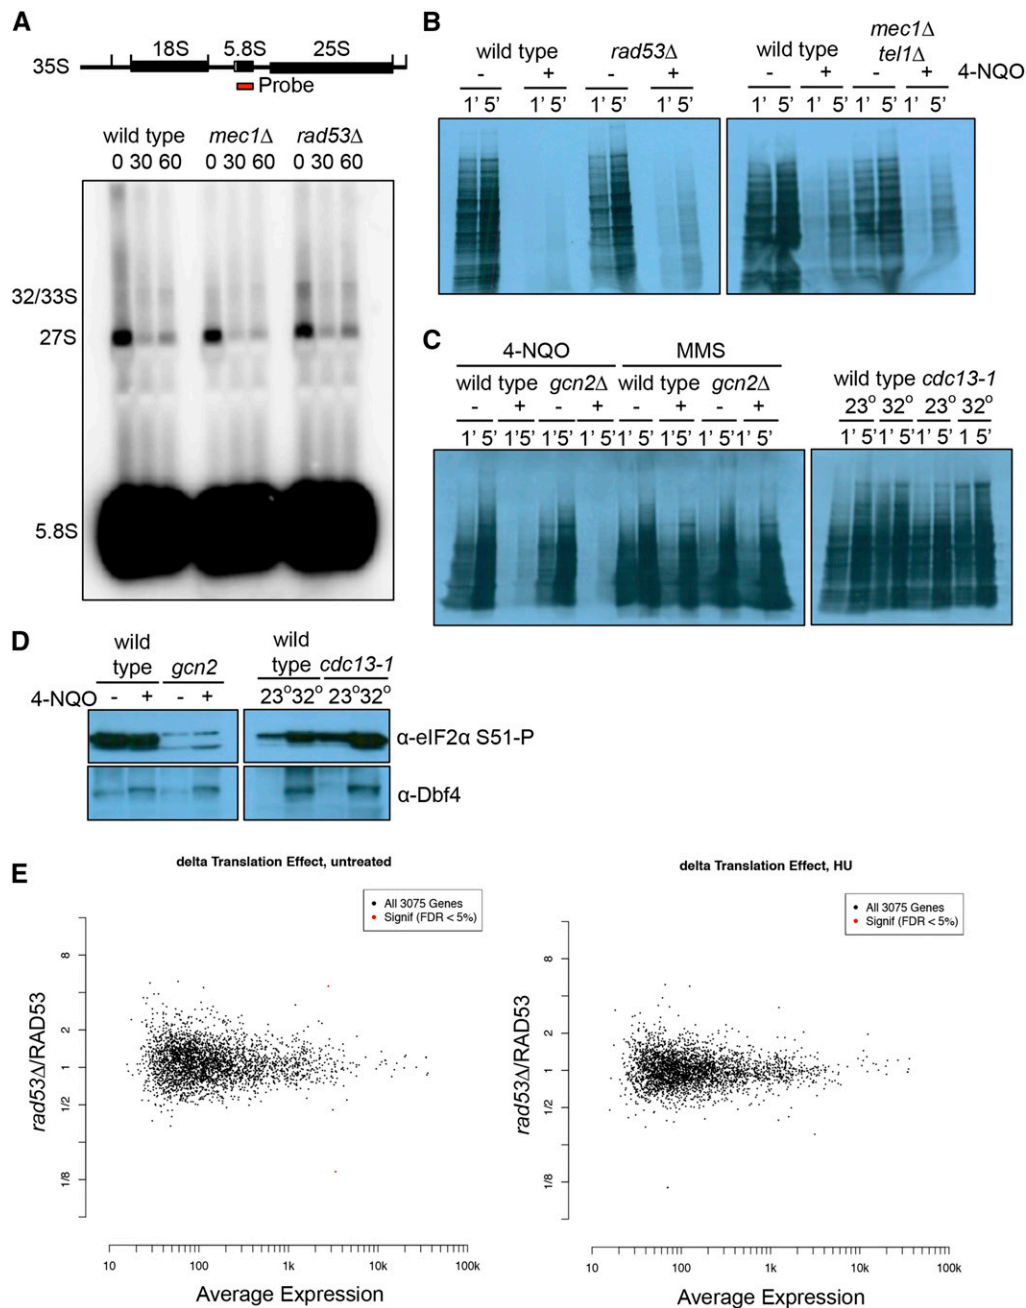 A
18S 5.8S 25S
35S
Probe
wild type mec1Δ rad53Δ
0 30 60 0 30 60 0 30 60
32/33S
27S
5.8S
B
wild type rad53Δ wild type mec1Δ tel1Δ
- + - + - + - + 4-NQO
1' 5' 1' 5' 1' 5' 1' 5' 1' 5' 1' 5' 1' 5' 1' 5'
C
4-NQO MMS
wild type gcn2Δ wild type gcn2Δ
- + - + - + - +
1' 5' 1' 5' 1' 5' 1' 5' 1' 5' 1' 5' 1' 5' 1' 5'
wild type cdc13-1
23° 32° 23° 32°
1' 5' 1' 5' 1' 5' 1 5'
D
wild type gcn2
4-NQO - + - +
wild type cdc13-1
23° 32° 23° 32°
α-eIF2α S51-P
α-Dbf4
E
delta Translation Effect, untreated
All 3075 Genes
Signif (FDR < 5%)
8
2
1
1/2
1/8
rad53Δ/RAD53
10 100 1k 10k 100k
Average Expression
delta Translation Effect, HU
All 3075 Genes
Signif (FDR < 5%)
8
2
1
1/2
1/8
rad53Δ/RAD53
10 100 1k 10k 100k
Average Expression